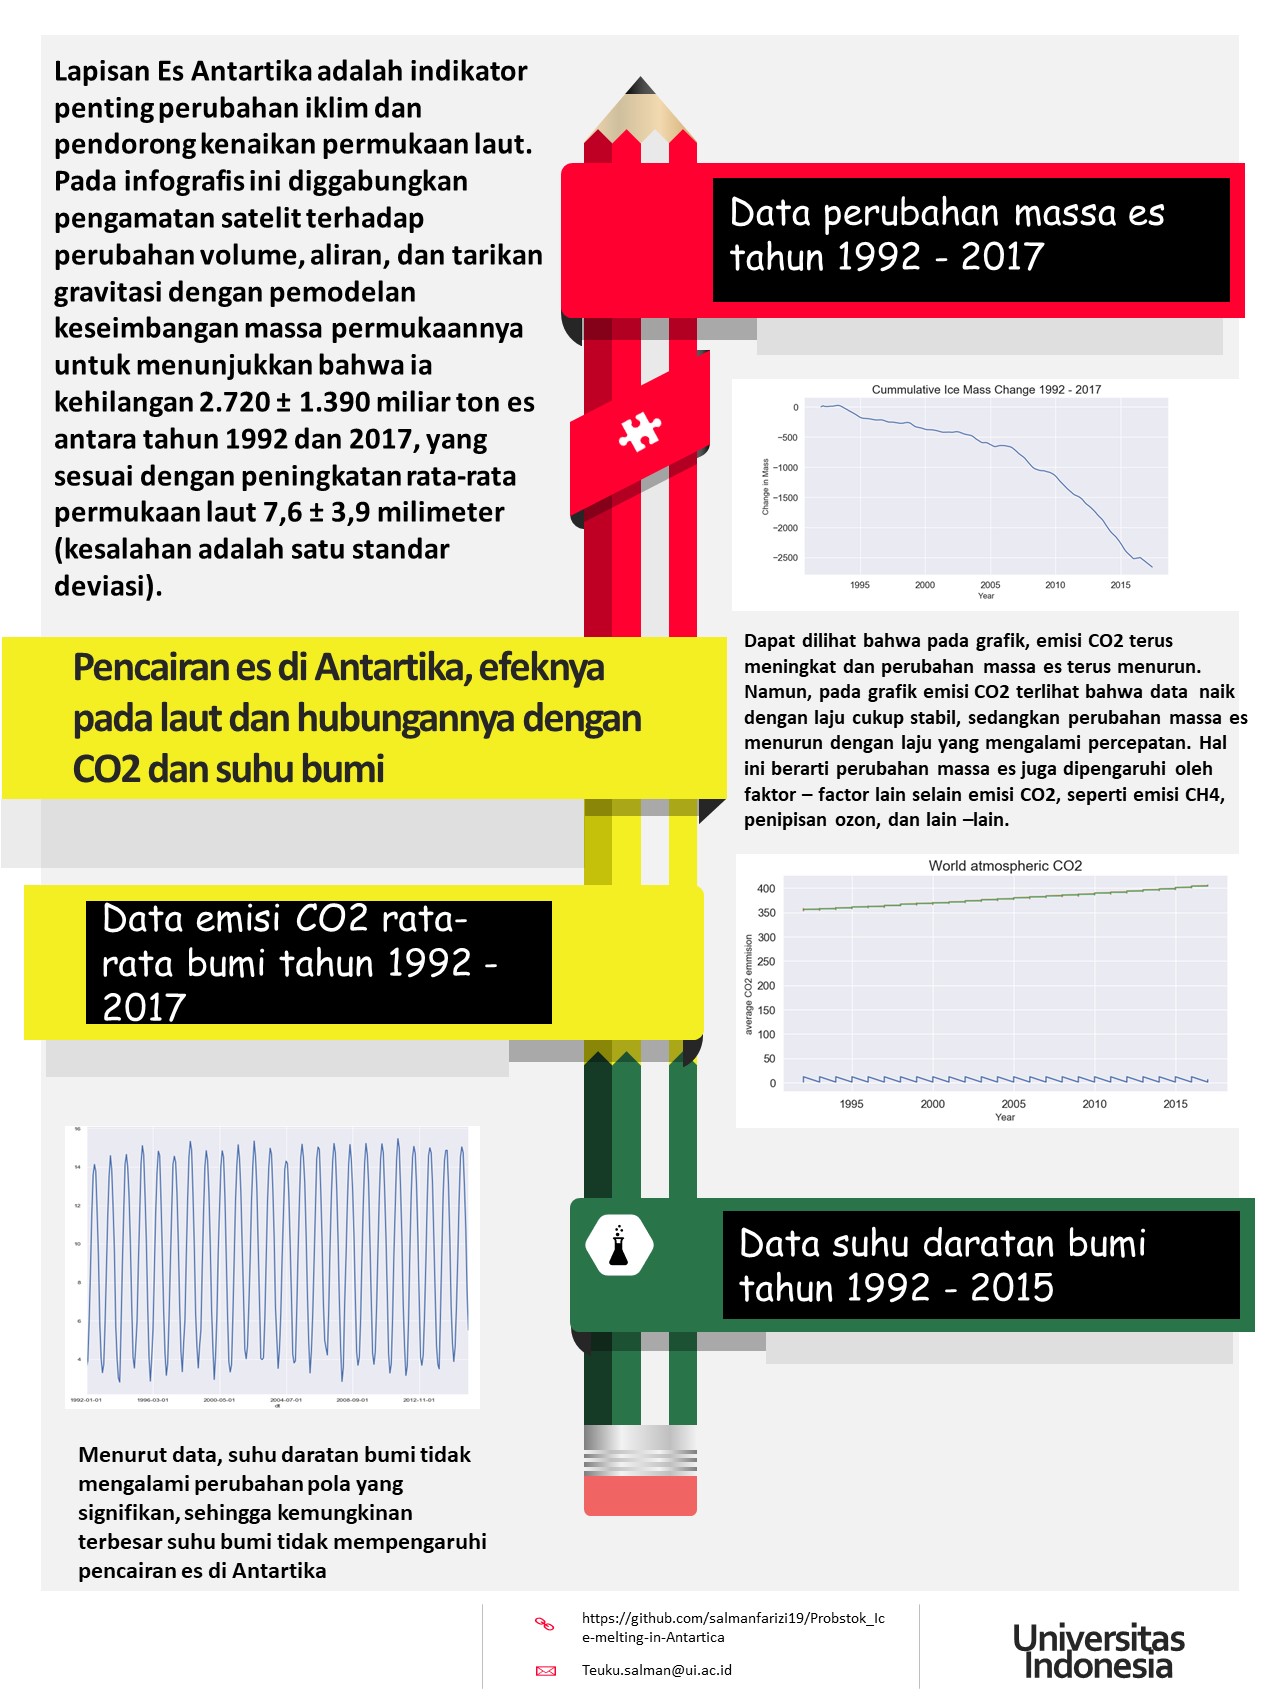 Lapisan Es Antartika adalah indikator
penting perubahan iklim dan
pendorong kenaikan permukaan laut.
Pada infografis ini diggabungkan
pengamatan satelit terhadap
perubahan volume, aliran, dan tarikan
gravitasi dengan pemodelan
keseimbangan massa permukaannya
untuk menunjukkan bahwa ia
kehilangan 2.720 ± 1.390 miliar ton es
antara tahun 1992 dan 2017, yang
sesuai dengan peningkatan rata-rata
permukaan laut 7,6 ± 3,9 milimeter
(kesalahan adalah satu standar
deviasi).
Data perubahan massa es
tahun 1992 - 2017
Cummulative Ice Mass Change 1992 - 2017
Change in Mass
0
−500
−1000
−1500
−2000
−2500
1995 2000 2005 2010 2015
Year
Pencairan es di Antartika, efeknya
pada laut dan hubungannya dengan
CO2 dan suhu bumi
Dapat dilihat bahwa pada grafik, emisi CO2 terus
meningkat dan perubahan massa es terus menurun.
Namun, pada grafik emisi CO2 terlihat bahwa data naik
dengan laju cukup stabil, sedangkan perubahan massa es
menurun dengan laju yang mengalami percepatan. Hal
ini berarti perubahan massa es juga dipengaruhi oleh
faktor – factor lain selain emisi CO2, seperti emisi CH4,
penipisan ozon, dan lain –lain.
Data emisi CO2 rata-
rata bumi tahun 1992 -
2017
World atmospheric CO2
average CO2 emmision
400
350
300
250
200
150
100
50
0
1995 2000 2005 2010 2015
Year
16
14
12
10
8
6
4
1992-01-01 1996-03-01 2000-05-01 2004-07-01 2008-09-01 2012-11-01
dt
Data suhu daratan bumi
tahun 1992 - 2015
Menurut data, suhu daratan bumi tidak
mengalami perubahan pola yang
signifikan, sehingga kemungkinan
terbesar suhu bumi tidak mempengaruhi
pencairan es di Antartika
https://github.com/salmanfarizi19/Probstok_Ic
e-melting-in-Antartica
Teuku.salman@ui.ac.id
Universitas
Indonesia